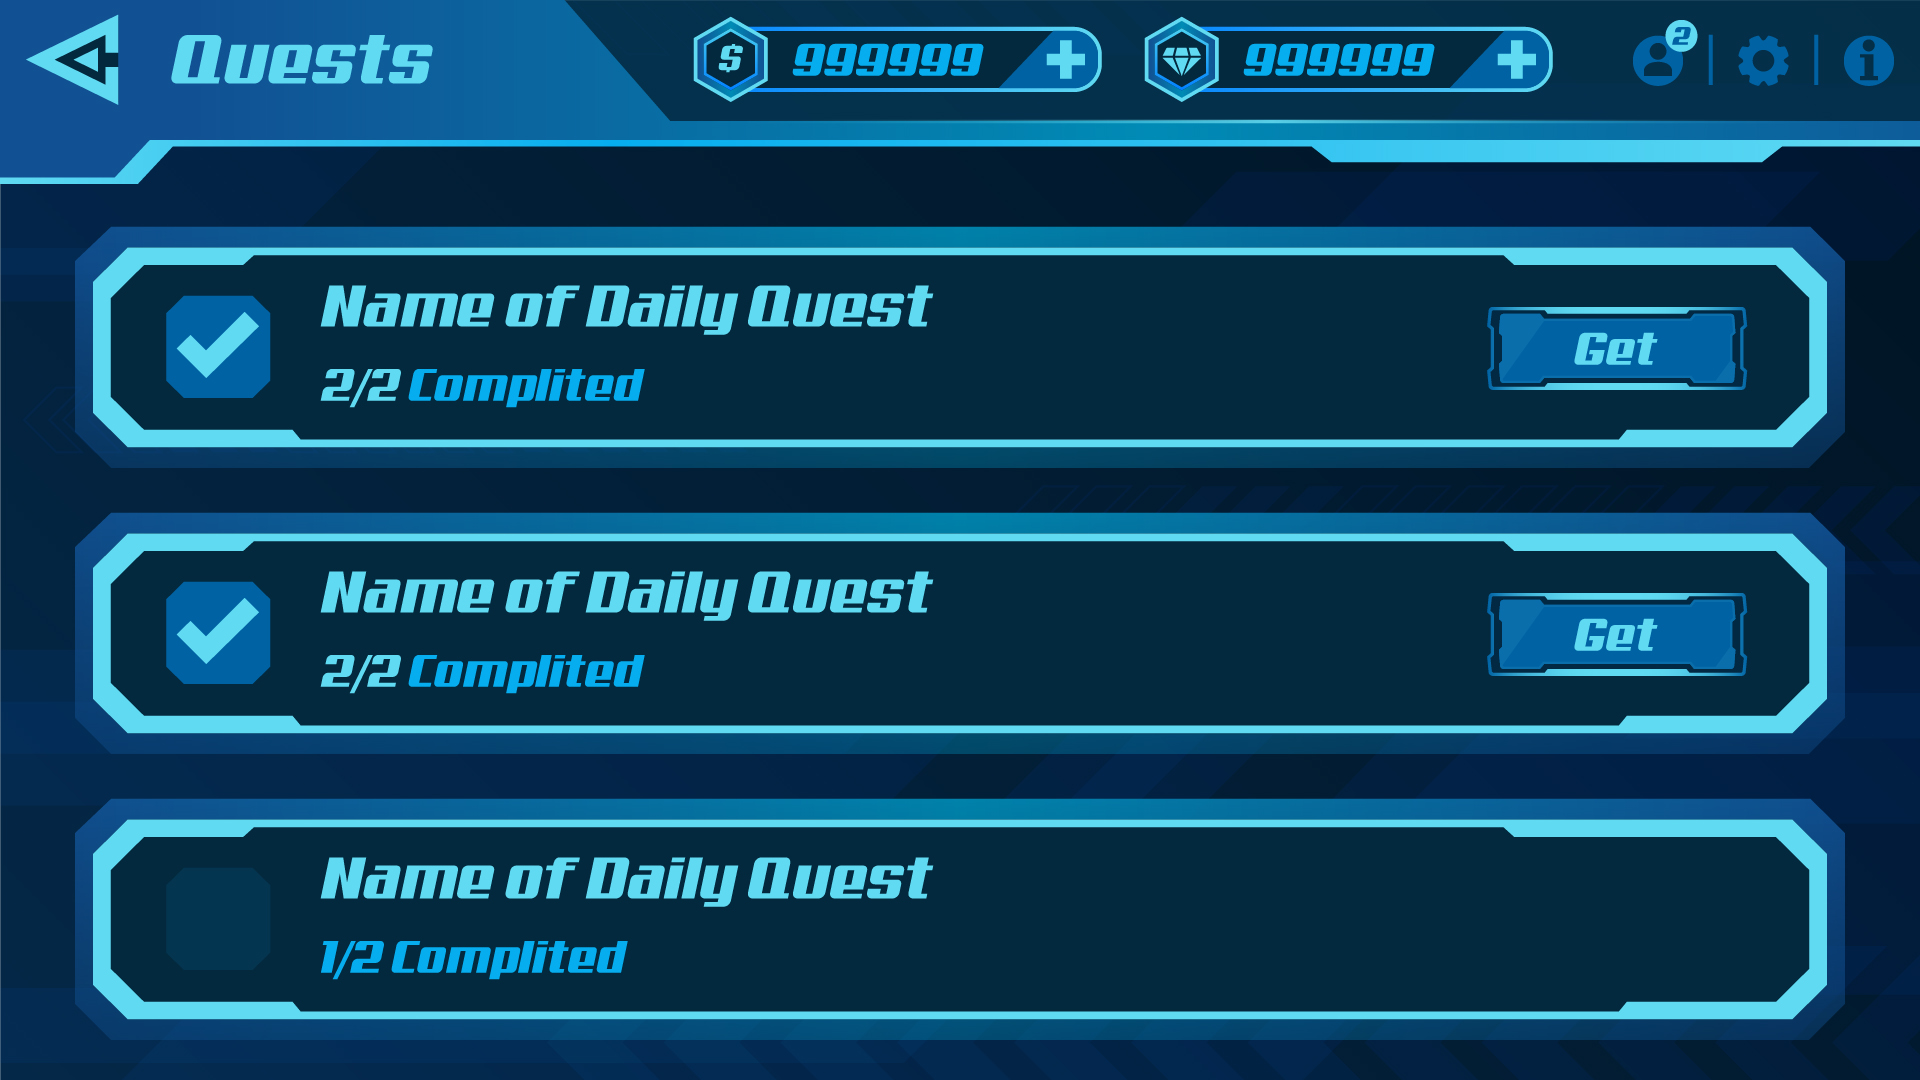 Quests
$ 999999
999999
2
Name of Daily Quest
2/2 Complited
Get
Name of Daily Quest
2/2 Complited
Get
Name of Daily Quest
1/2 Complited